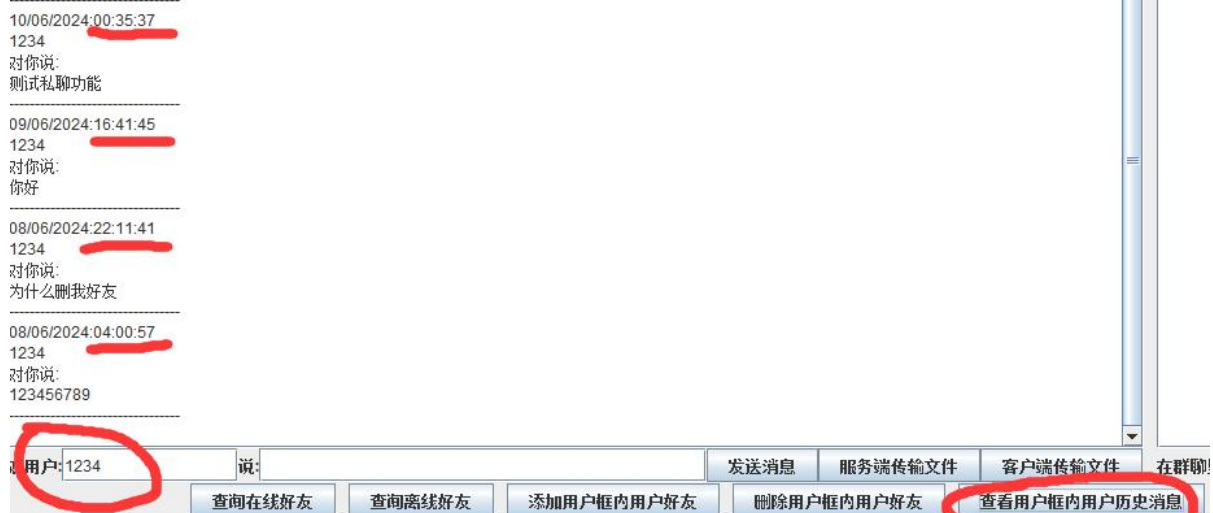 10/06/2024:00:35:37
1234
对你说:
测试私聊功能
09/06/2024:16:41:45
1234
对你说:
你好
08/06/2024:22:11:41
1234
对你说:
为什么删我好友
08/06/2024:04:00:57
1234
对你说:
123456789
用户:1234 说: 发送消息 服务端传输文件 客户端传输文件 在群聊
查询在线好友 查询离线好友 添加用户框内用户好友 删除用户框内用户好友 查看用户框内用户历史消息